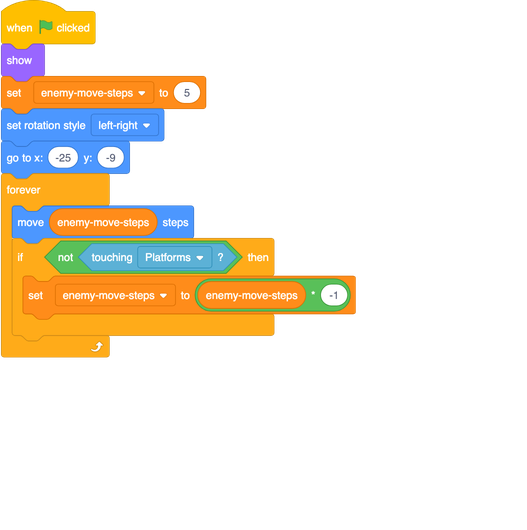 when clicked
show
set enemy-move-steps to 5
set rotation style left-right
go to x: -25 y: -9
forever
move enemy-move-steps steps
if not touching Platforms ? then
set enemy-move-steps to enemy-move-steps * -1